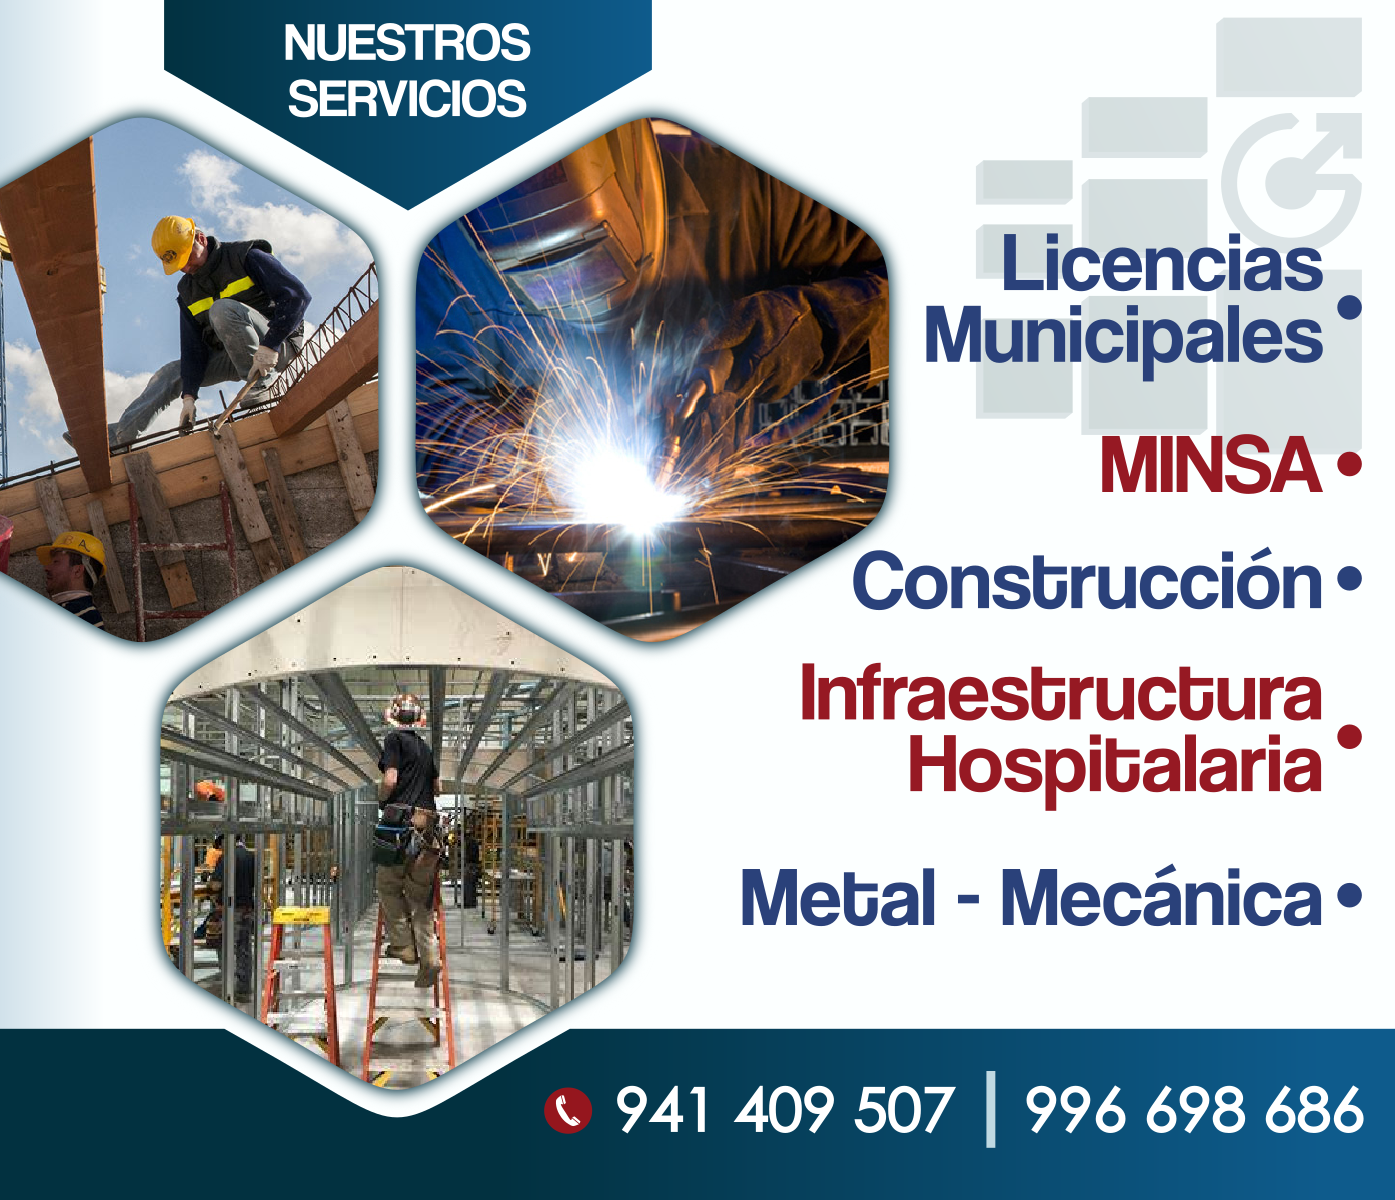 NUESTROS
SERVICIOS
Licencias
Municipales
MINSA
Construcción
Infraestructura
Hospitalaria
Metal - Mecánica
941 409 507 | 996 698 686